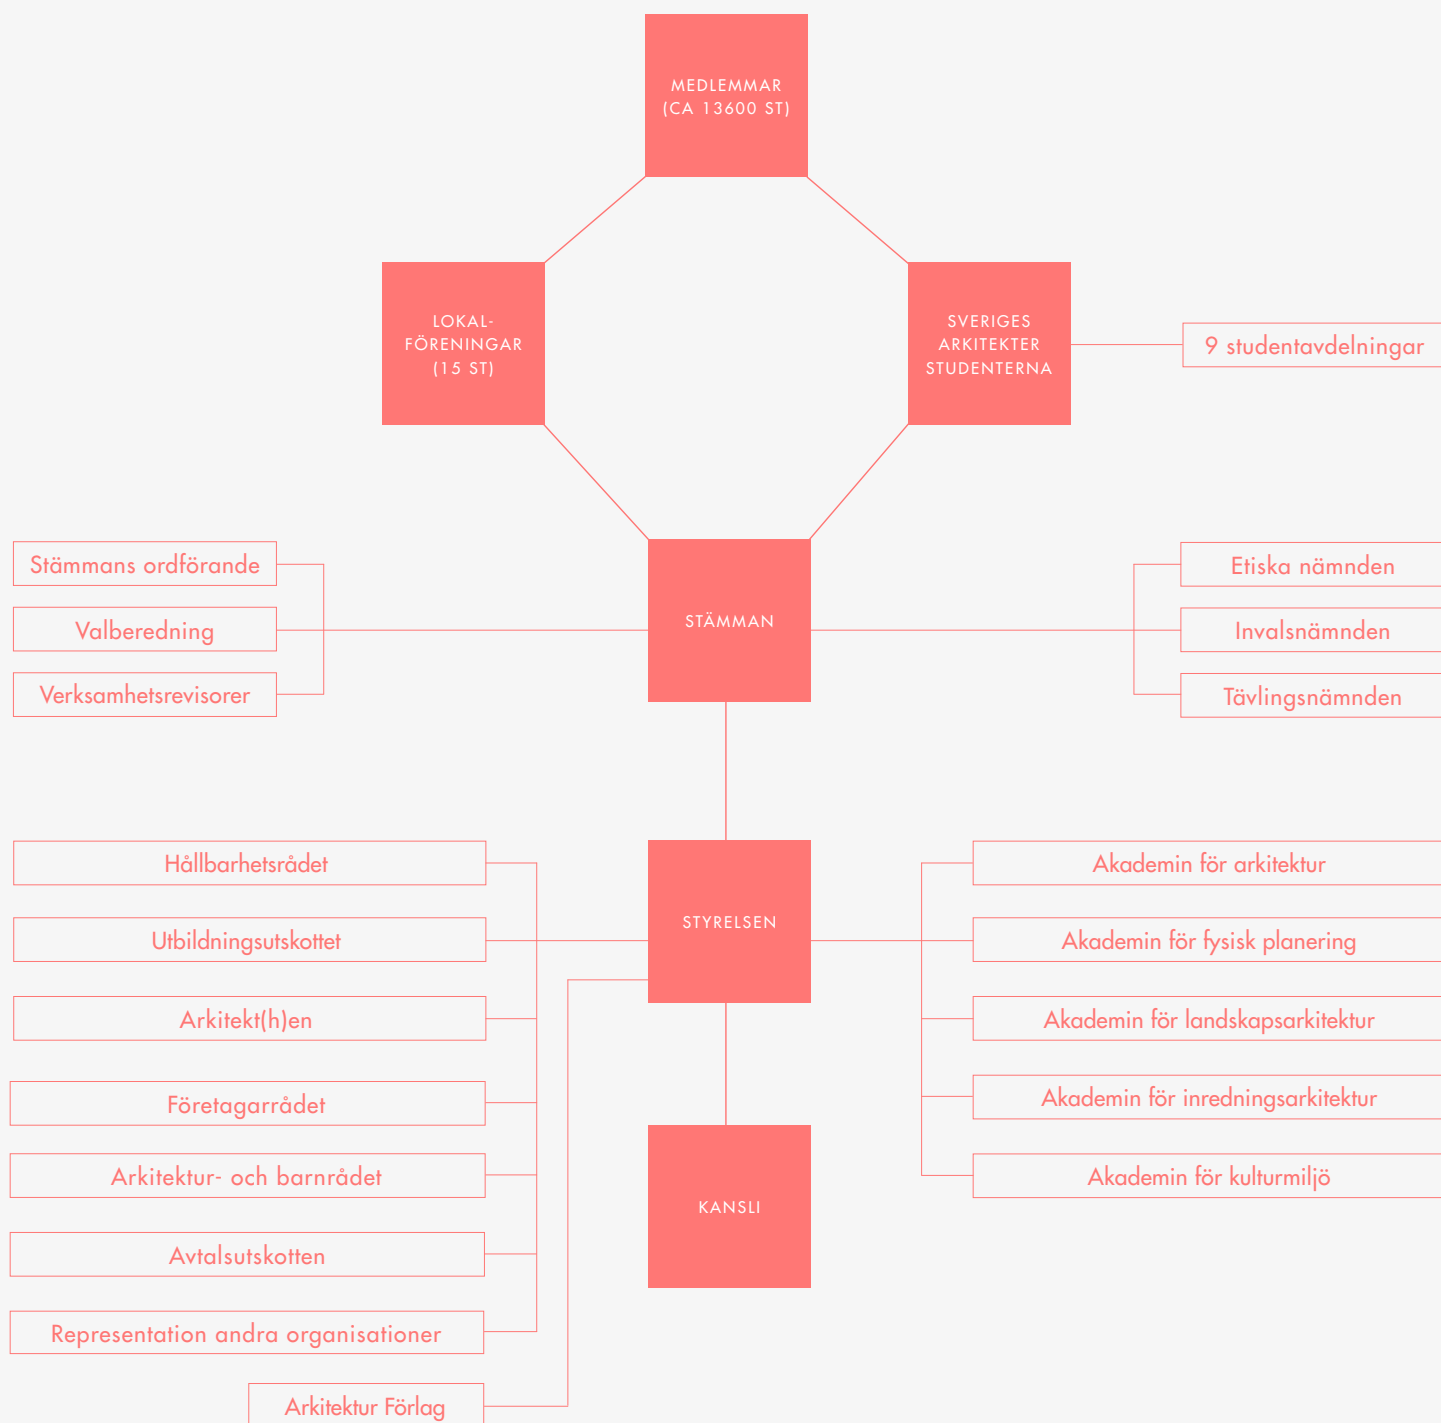 MEDLEMMAR
(CA 13600 ST)
LOKAL-
FÖRENINGAR
(15 ST)
SVERIGES
ARKITEKTER
STUDENTERNA
9 studentavdelningar
Stämmans ordförande
Valberedning
Verksamhetsrevisorer
STÄMMAN
Etiska nämnden
Invalsnämnden
Tävlingsnämnden
Hållbarhetsrådet
Utbildningsutskottet
Arkitekt(h)en
Företagarrådet
Arkitektur- och barnrådet
Avtalsutskotten
Representation andra organisationer
Arkitektur Förlag
STYRELSEN
KANSLI
Akademin för arkitektur
Akademin för fysisk planering
Akademin för landskapsarkitektur
Akademin för inredningsarkitektur
Akademin för kulturmiljö